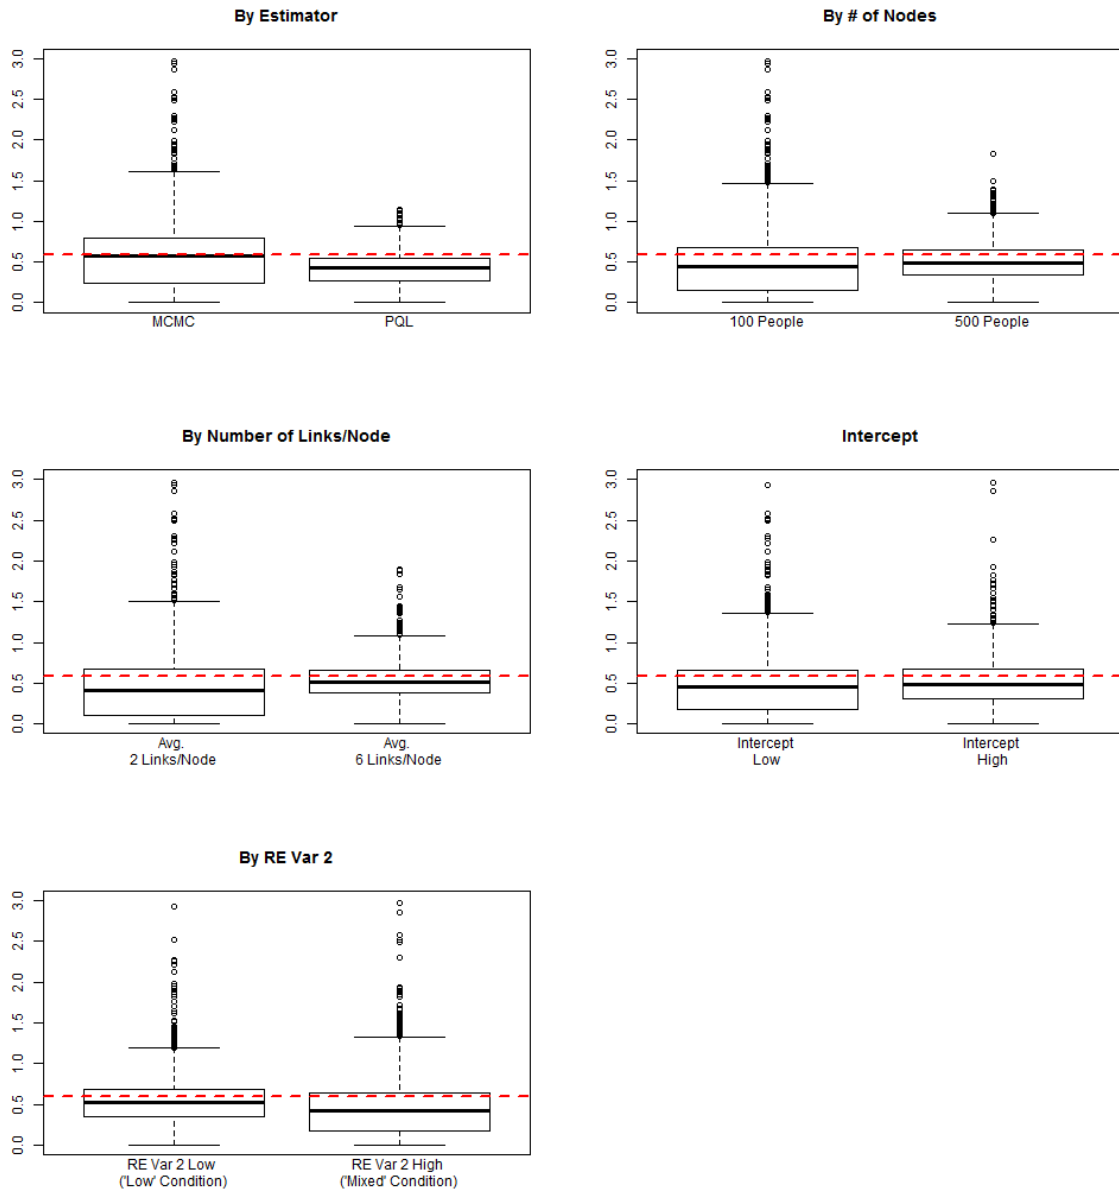 By Estimator
3.0
2.5
2.0
1.5
1.0
0.5
0.0
MCMC PQL
By # of Nodes
3.0
2.5
2.0
1.5
1.0
0.5
0.0
100 People 500 People
By Number of Links/Node
3.0
2.5
2.0
1.5
1.0
0.5
0.0
Avg. Avg.
2 Links/Node 6 Links/Node
Intercept
3.0
2.5
2.0
1.5
1.0
0.5
0.0
Intercept Intercept
Low High
By RE Var 2
3.0
2.5
2.0
1.5
1.0
0.5
0.0
RE Var 2 Low RE Var 2 High
('Low' Condition) ('Mixed' Condition)